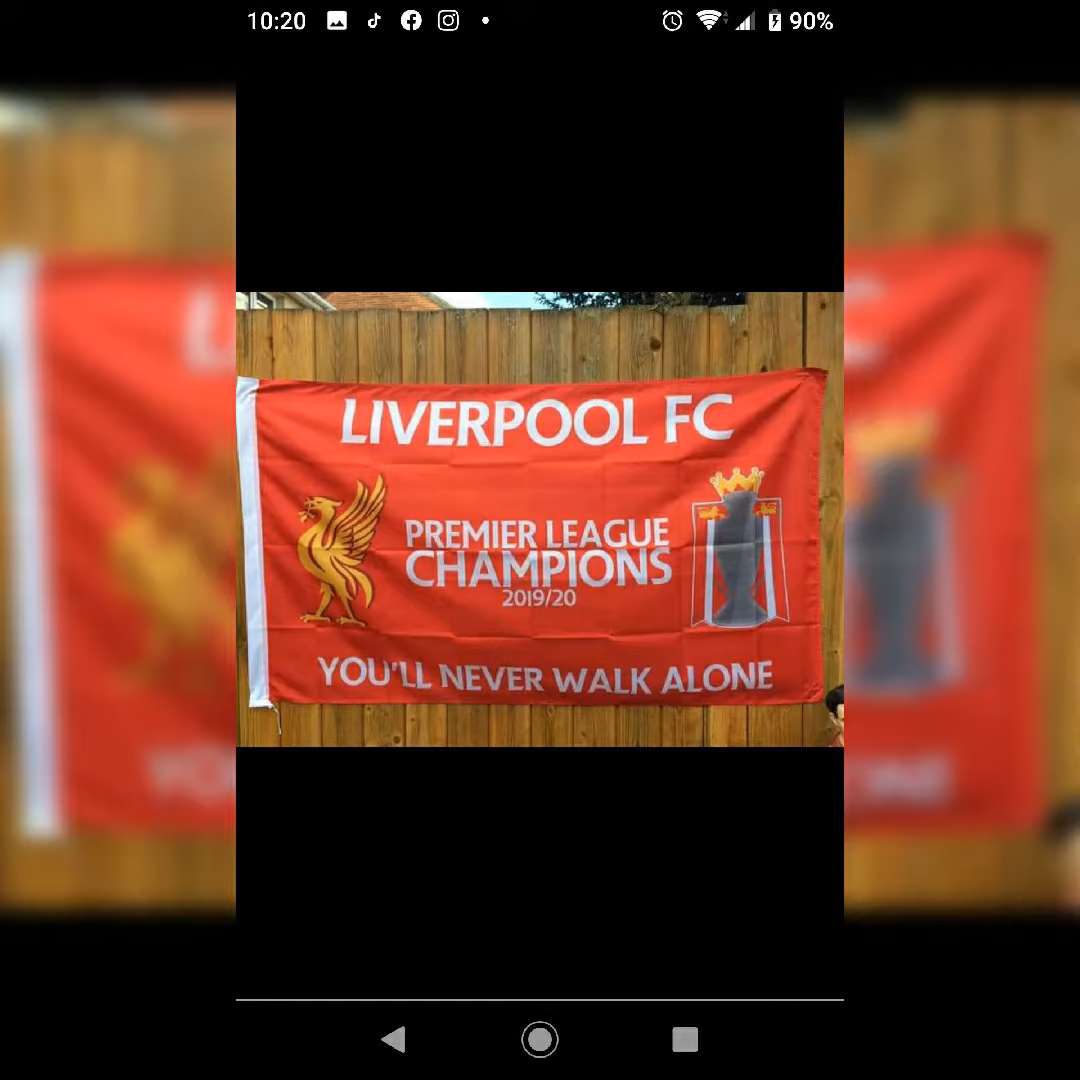 10:20
90%
LIVERPOOL FC
PREMIER LEAGUE
CHAMPIONS
2019/20
YOU'LL NEVER WALK ALONE